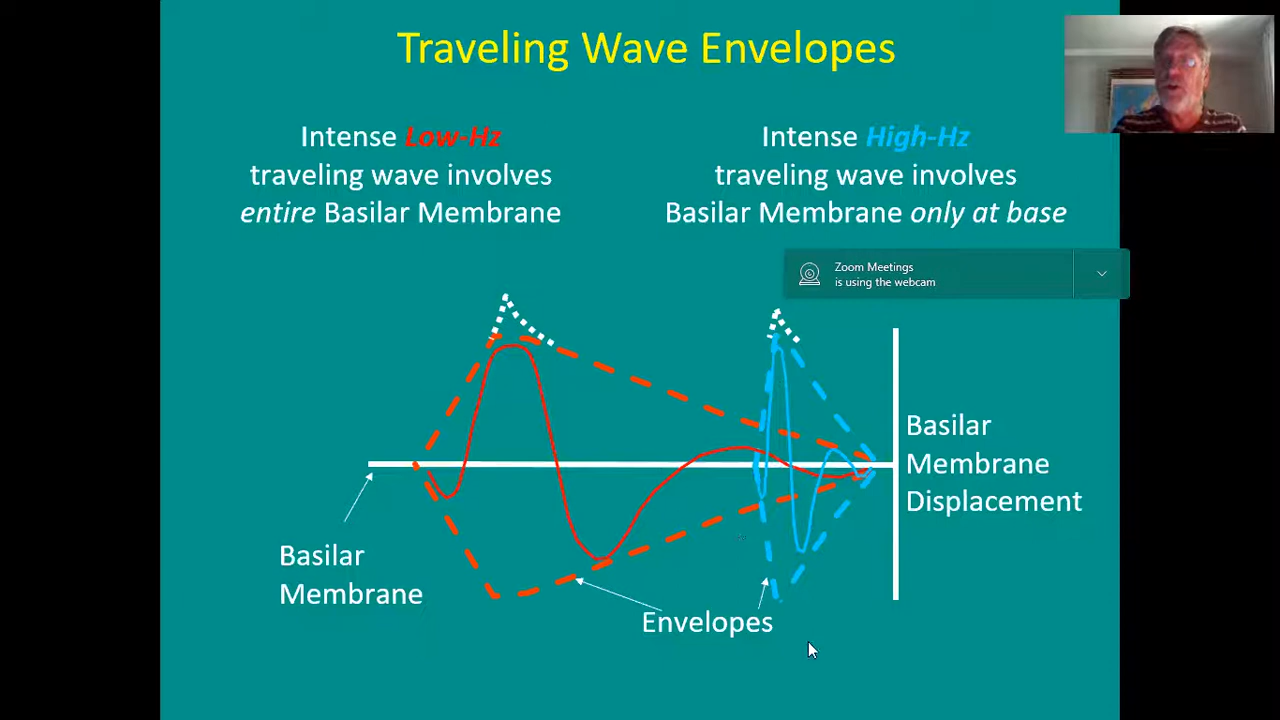 Traveling Wave Envelopes
Intense Low-Hz
traveling wave involves
entire Basilar Membrane
Intense High-Hz
traveling wave involves
Basilar Membrane only at base
Zoom Meetings
is using the webcam
Basilar
Membrane
Displacement
Basilar
Membrane
Envelopes